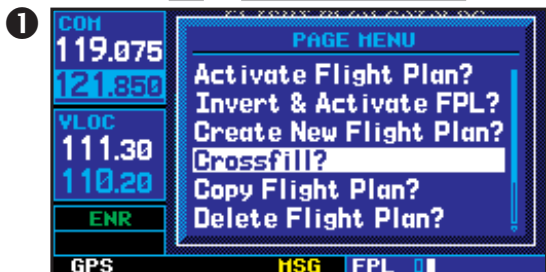 1
COM
119.075
121.850
VLOC
111.30
110.20
ENR
GPS
PAGE MENU
Activate Flight Plan?
Invert & Activate FPL?
Create New Flight Plan?
Crossfill?
Copy Flight Plan?
Delete Flight Plan?
MSG
FPL